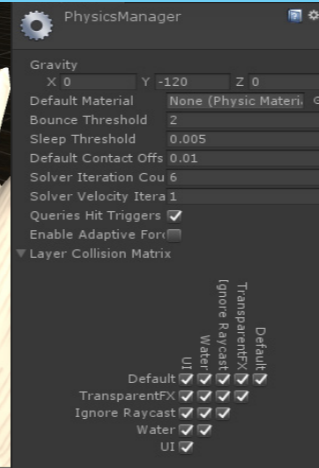 PhysicsManager
Gravity
X 0 Y -120 Z 0
Default Material None (Physic Materi
Bounce Threshold 2
Sleep Threshold 0.005
Default Contact Offs 0.01
Solver Iteration Cou 6
Solver Velocity Itera 1
Queries Hit Triggers
Enable Adaptive Forc
Layer Collision Matrix
UI Water Ignore Raycast TransparentFX Default
Default
TransparentFX
Ignore Raycast
Water
UI